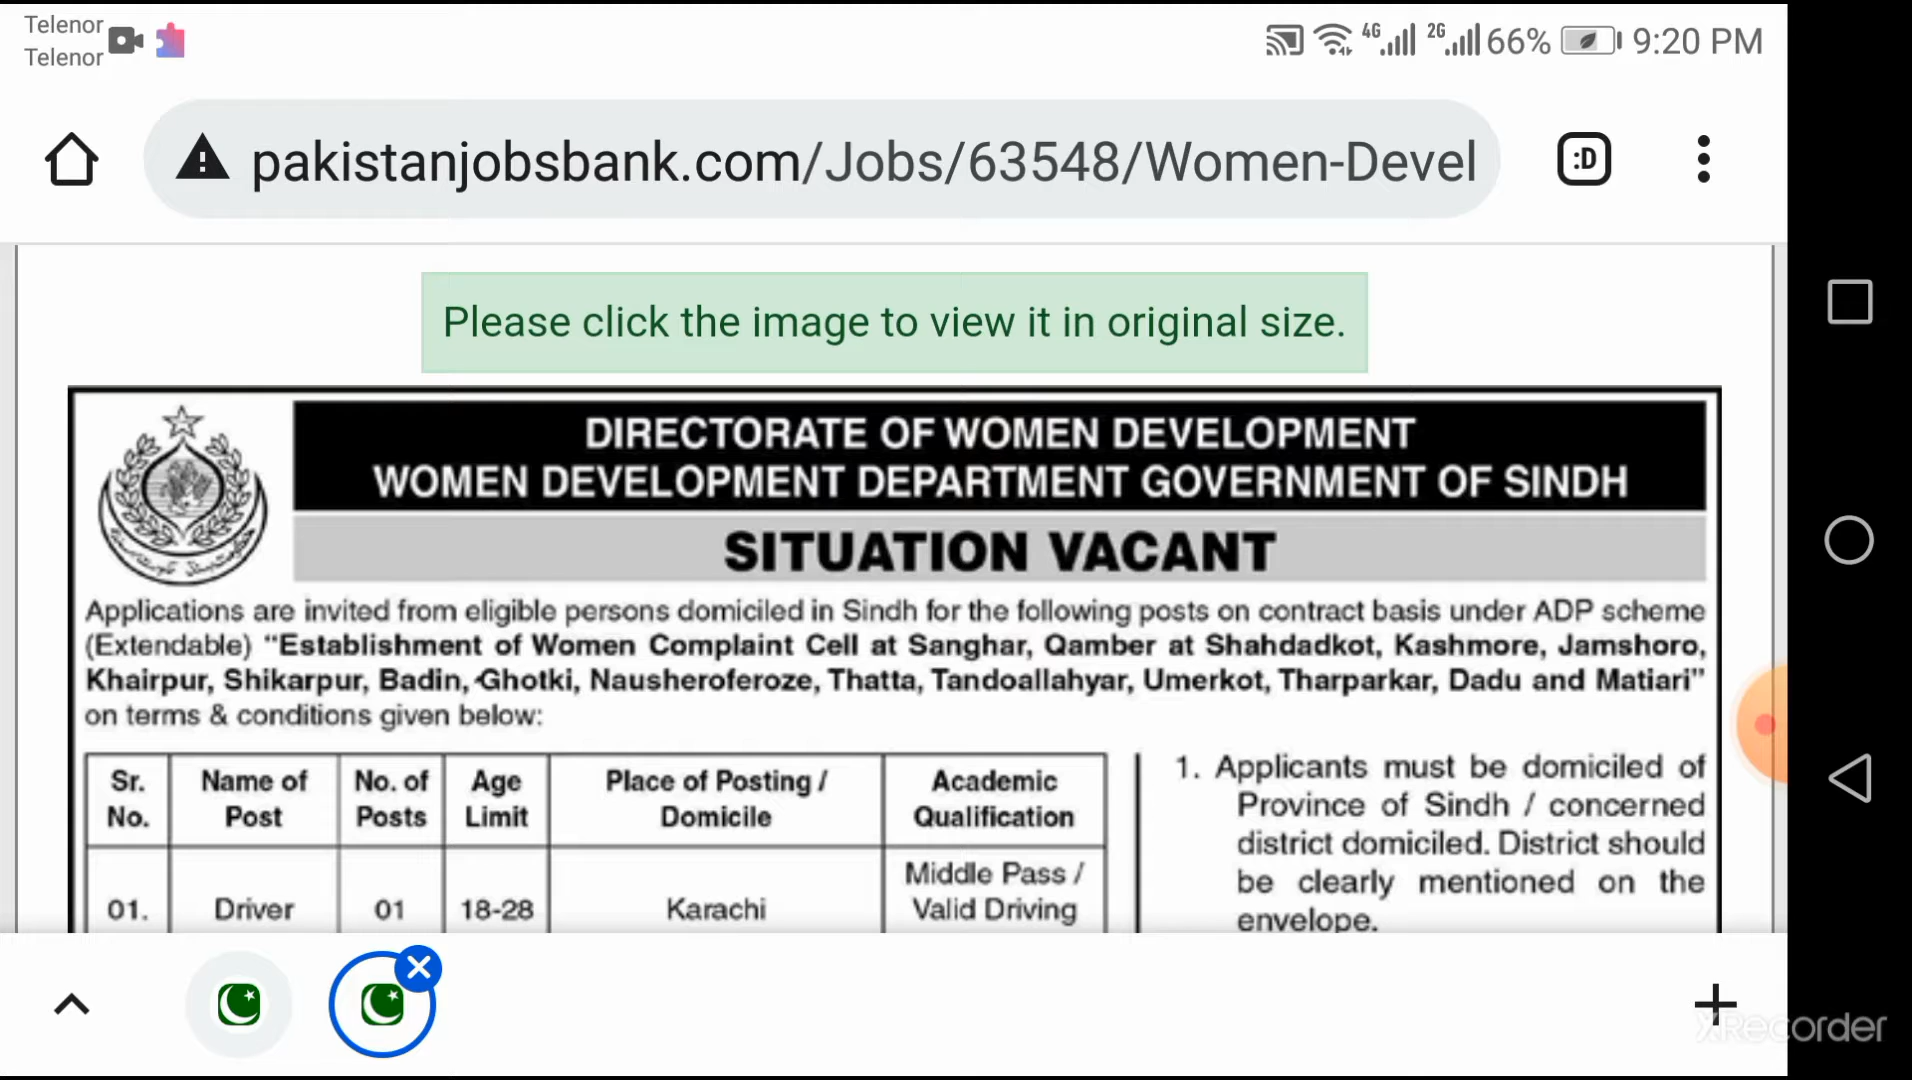 Telenor
Telenor
4G 2G 66% 9:20 PM
pakistanjobsbank.com/Jobs/63548/Women-Devel
:D
Please click the image to view it in original size.
DIRECTORATE OF WOMEN DEVELOPMENT
WOMEN DEVELOPMENT DEPARTMENT GOVERNMENT OF SINDH
SITUATION VACANT
Applications are invited from eligible persons domiciled in Sindh for the following posts on contract basis under ADP scheme
(Extendable) "Establishment of Women Complaint Cell at Sanghar, Qamber at Shahdadkot, Kashmore, Jamshoro,
Khairpur, Shikarpur, Badin, Ghotki, Nausheroferoze, Thatta, Tandoallahyar, Umerkot, Tharparkar, Dadu and Matiari"
on terms & conditions given below:
Sr. No. Name of Post No. of Posts Age Limit Place of Posting / Domicile Academic Qualification
01. Driver 01 18-28 Karachi Middle Pass / Valid Driving
1. Applicants must be domiciled of
Province of Sindh / concerned
district domiciled. District should
be clearly mentioned on the
envelope.
XRecorder